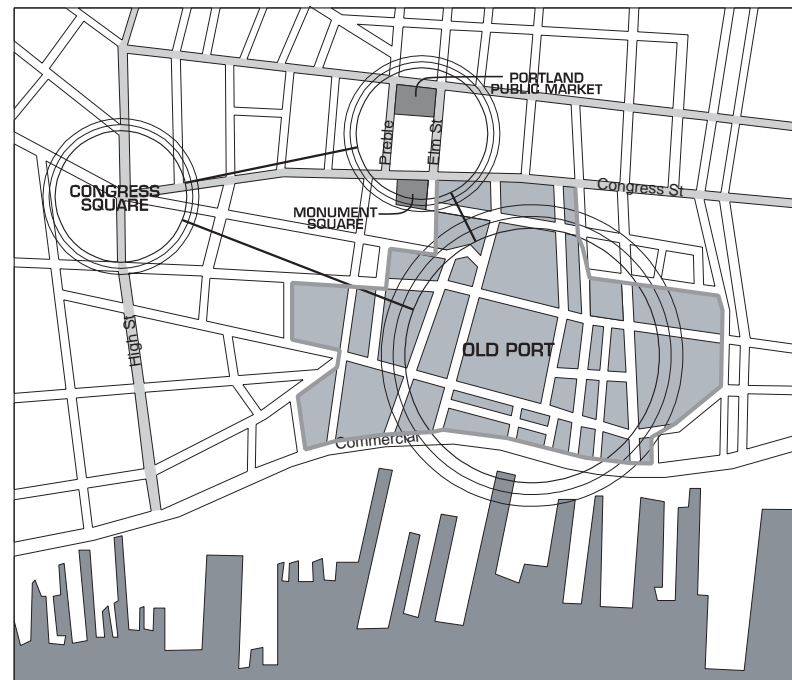 PORTLAND
PUBLIC MARKET
Preble
Elm St
CONGRESS
SQUARE
Congress St
MONUMENT
SQUARE
High St
OLD PORT
Commercial